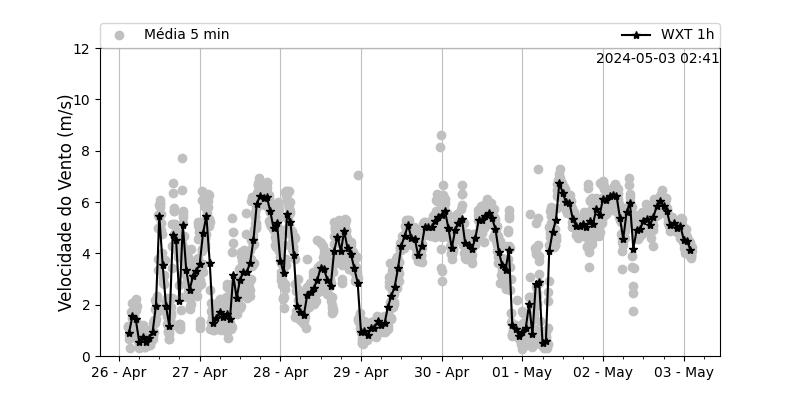 Média 5 min
WXT 1h
2024-05-03 02:41
Velocidade do Vento (m/s)
12
10
8
6
4
2
0
26 - Apr 27 - Apr 28 - Apr 29 - Apr 30 - Apr 01 - May 02 - May 03 - May